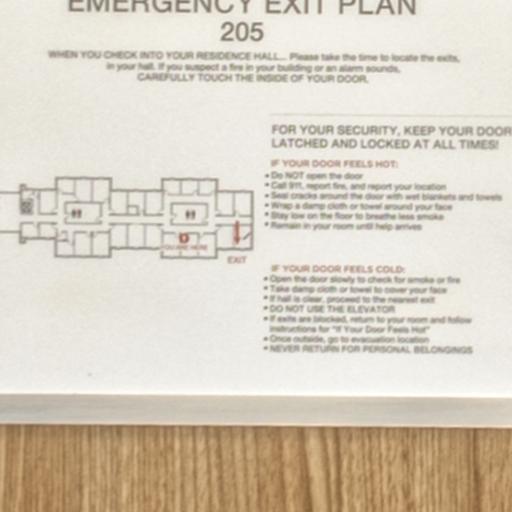 EMERGENCY EXIT PLAN
205
WHEN YOU CHECK INTO YOUR RESIDENCE HALL... Please take the time to locate the exits,
in your hall. If you suspect a fire in your building or an alarm sounds,
CAREFULLY TOUCH THE INSIDE OF YOUR DOOR.
FOR YOUR SECURITY, KEEP YOUR DOOR
LATCHED AND LOCKED AT ALL TIMES!
IF YOUR DOOR FEELS HOT:
• Do NOT open the door
• Call 911, report fire, and report your location
• Seal cracks around the door with wet blankets and towels
• Wrap a damp cloth or towel around your face
• Stay low on the floor to breathe less smoke
• Remain in your room until help arrives
YOU ARE HERE
EXIT
IF YOUR DOOR FEELS COLD:
• Open the door slowly to check for smoke or fire
• Take damp cloth or towel to cover your face
• If hall is clear, proceed to the nearest exit
• DO NOT USE THE ELEVATOR
• If exits are blocked, return to your room and follow
instructions for "If Your Door Feels Hot"
• Once outside, go to evacuation location
• NEVER RETURN FOR PERSONAL BELONGINGS